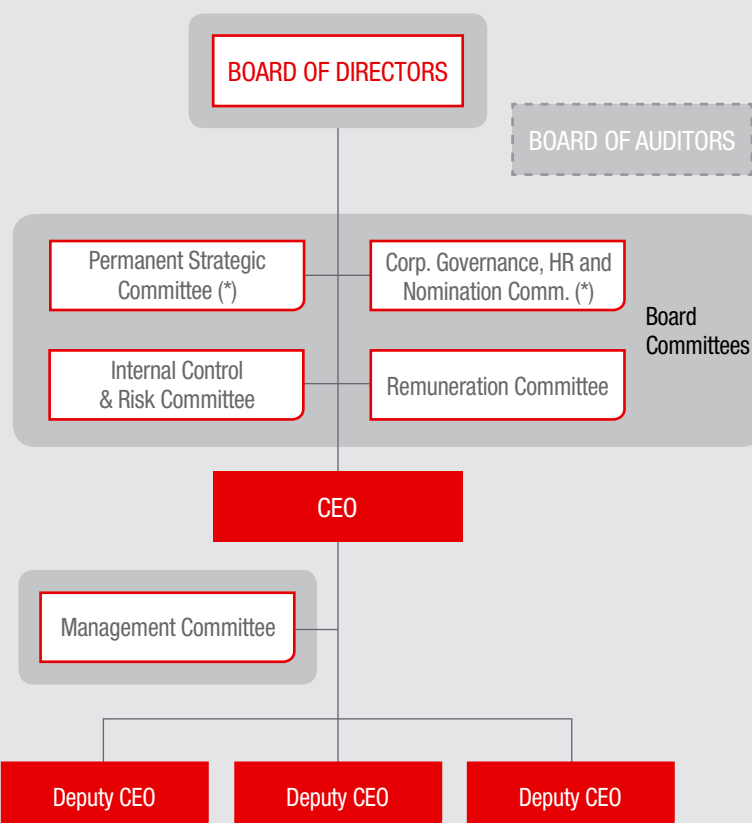 BOARD OF DIRECTORS
BOARD OF AUDITORS
Permanent Strategic
Committee (*)
Corp. Governance, HR and
Nomination Comm. (*)
Board
Committees
Internal Control
& Risk Committee
Remuneration Committee
CEO
Management Committee
Deputy CEO
Deputy CEO
Deputy CEO